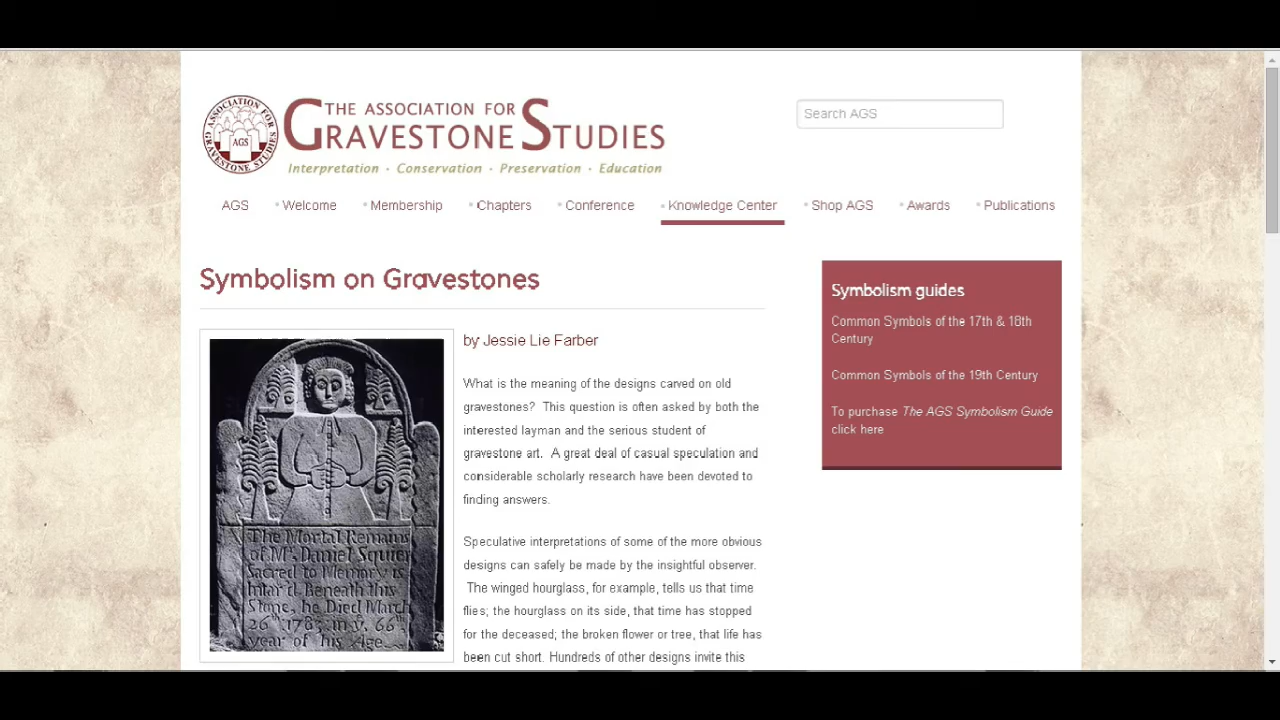 THE ASSOCIATION FOR
GRAVESTONE STUDIES
Interpretation · Conservation · Preservation · Education
ASSOCIATION FOR GRAVESTONE STUDIES
AGS
Search AGS
AGS Welcome Membership Chapters Conference Knowledge Center Shop AGS Awards Publications
Symbolism on Gravestones
by Jessie Lie Farber
What is the meaning of the designs carved on old
gravestones? This question is often asked by both the
interested layman and the serious student of
gravestone art. A great deal of casual speculation and
considerable scholarly research have been devoted to
finding answers.
Speculative interpretations of some of the more obvious
designs can safely be made by the insightful observer.
The winged hourglass, for example, tells us that time
flies; the hourglass on its side, that time has stopped
for the deceased; the broken flower or tree, that life has
been cut short. Hundreds of other designs invite this
The Mortal Remains
of Mr. Daniel Squier
Sacred to Memory is
Beneath this
Stone, he Died March
26th in ye 66th
year of his Age
Symbolism guides
Common Symbols of the 17th & 18th
Century
Common Symbols of the 19th Century
To purchase The AGS Symbolism Guide
click here